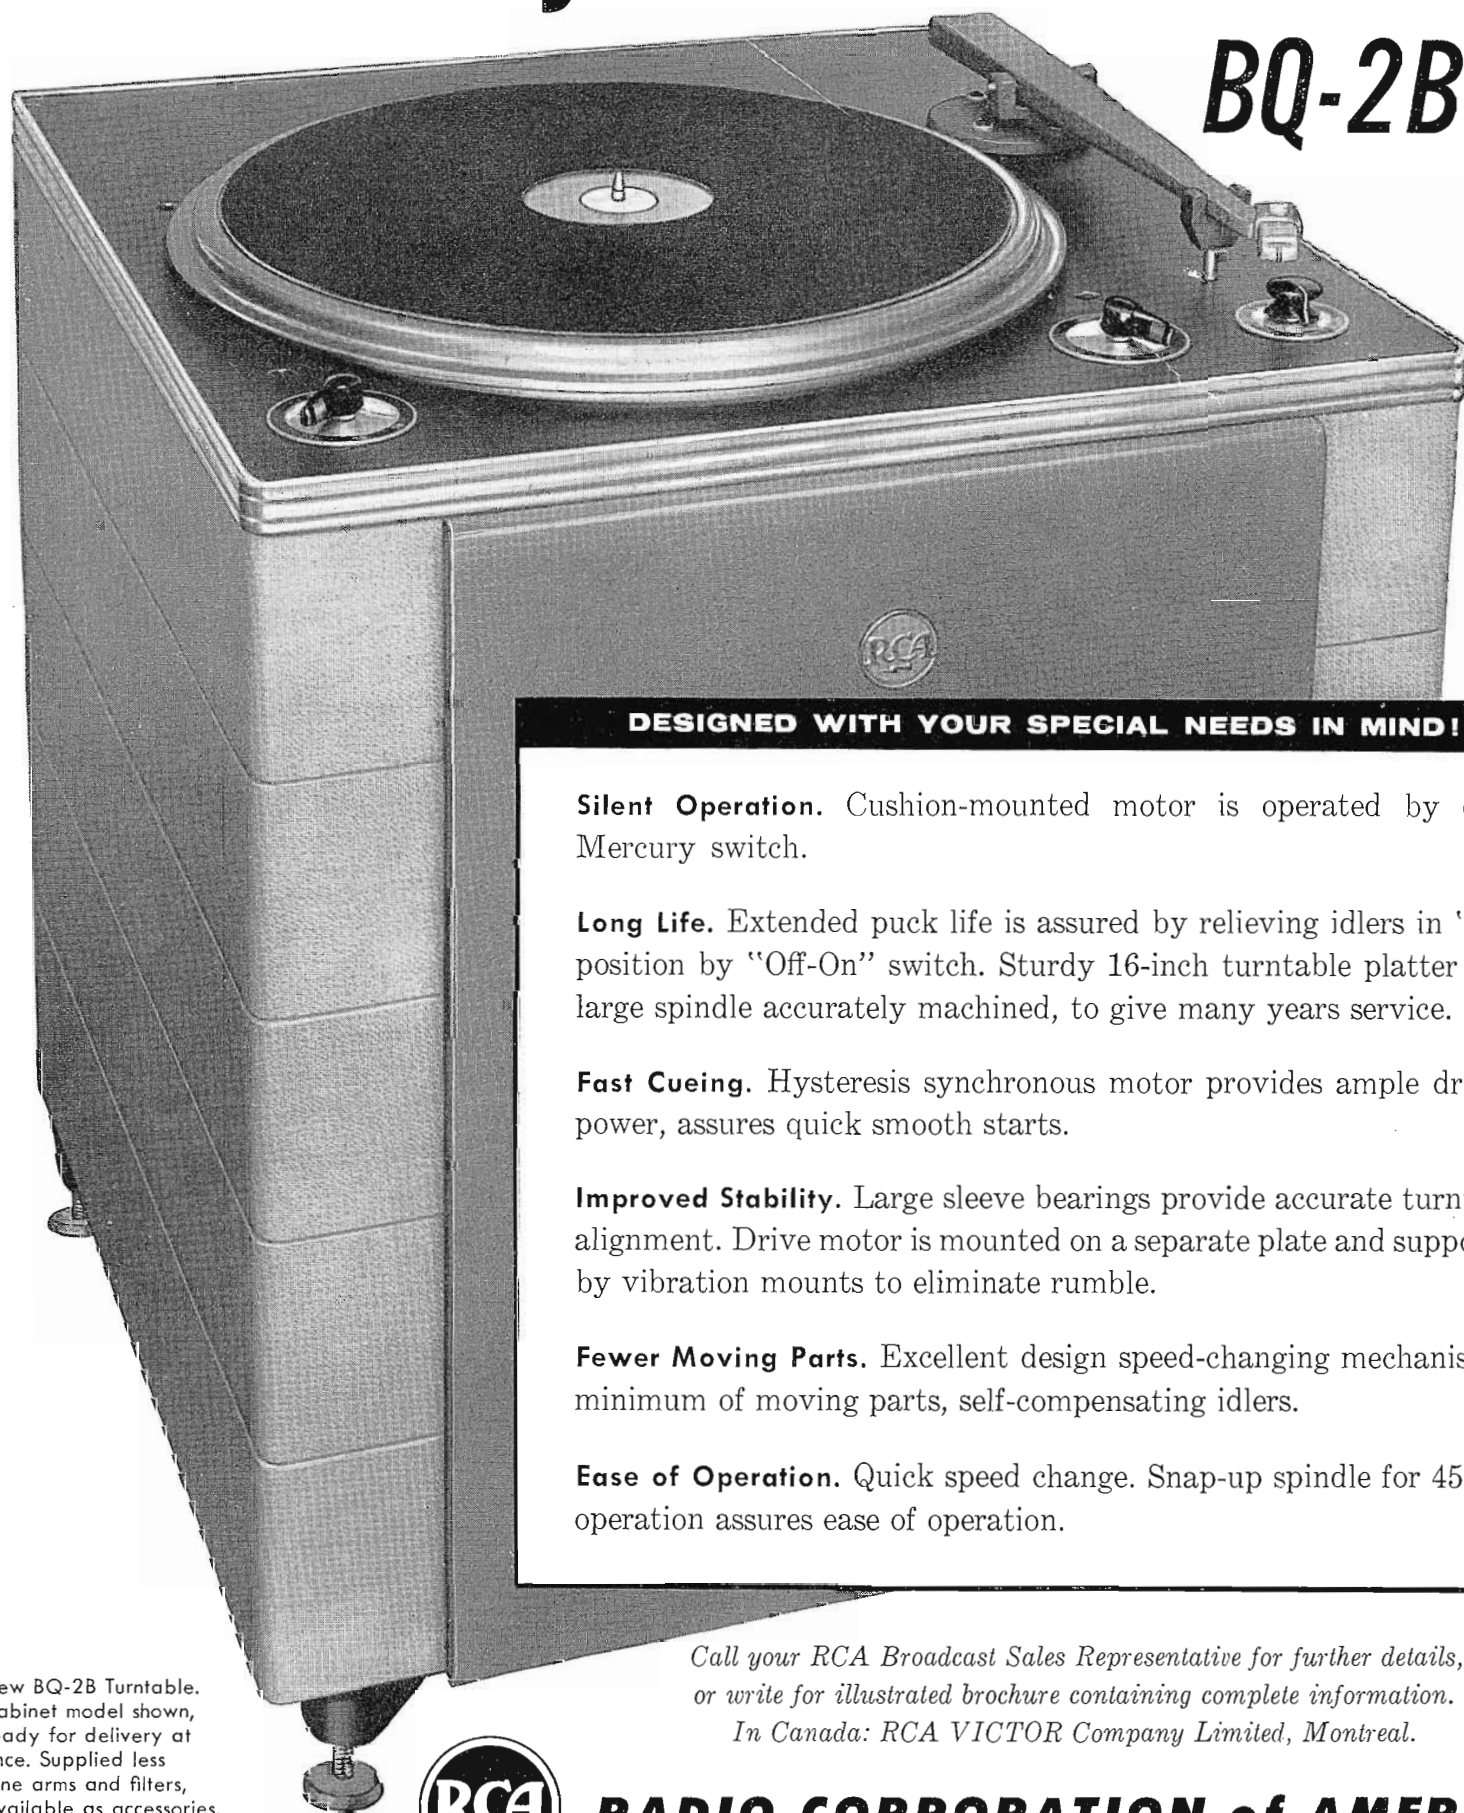 BQ-2B
RCA
DESIGNED WITH YOUR SPECIAL NEEDS IN MIND!
Silent Operation. Cushion-mounted motor is operated by
Mercury switch.
Long Life. Extended puck life is assured by relieving idlers in
position by "Off-On" switch. Sturdy 16-inch turntable platter
large spindle accurately machined, to give many years service.
Fast Cueing. Hysteresis synchronous motor provides ample
power, assures quick smooth starts.
Improved Stability. Large sleeve bearings provide accurate
alignment. Drive motor is mounted on a separate plate and
by vibration mounts to eliminate rumble.
Fewer Moving Parts. Excellent design speed-changing
minimum of moving parts, self-compensating idlers.
Ease of Operation. Quick speed change. Snap-up spindle for 45
operation assures ease of operation.
Call your RCA Broadcast Sales Representative for further details,
or write for illustrated brochure containing complete information.
In Canada: RCA VICTOR Company Limited, Montreal.
BQ-2B Turntable.
model shown,
for delivery at
Supplied less
arms and filters,
available as accessories.
RCA
RADIO CORPORATION of